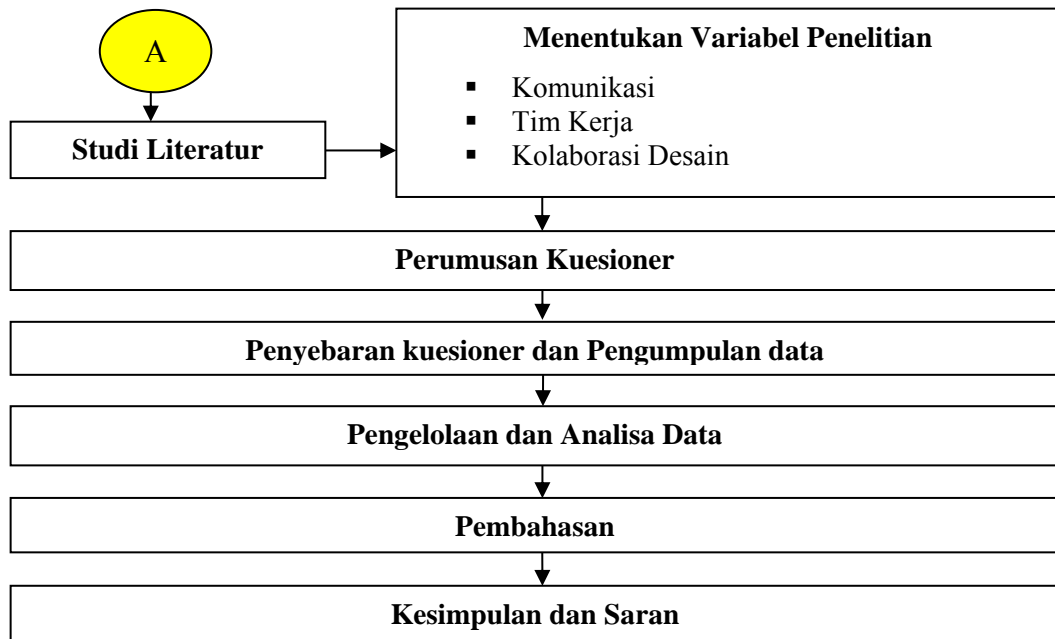 A
Menentukan Variabel Penelitian
▪ Komunikasi
▪ Tim Kerja
▪ Kolaborasi Desain
Studi Literatur
Perumusan Kuesioner
Penyebaran kuesioner dan Pengumpulan data
Pengelolaan dan Analisa Data
Pembahasan
Kesimpulan dan Saran